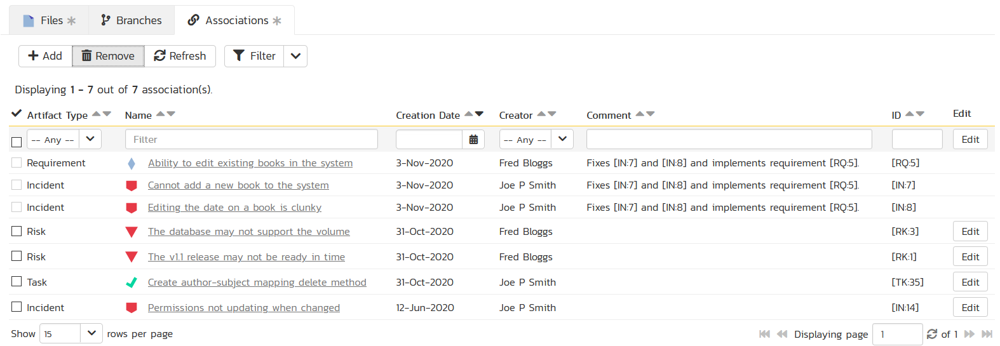 Files Branches Associations
Add Remove Refresh Filter
Displaying 1 - 7 out of 7 association(s).
Artifact Type Name Creation Date Creator Comment ID Edit
-- Any -- Filter -- Any -- Edit
Requirement Ability to edit existing books in the system 3-Nov-2020 Fred Bloggs Fixes [IN:7] and [IN:8] and implements requirement [RQ:5]. [RQ:5]
Incident Cannot add a new book to the system 3-Nov-2020 Joe P Smith Fixes [IN:7] and [IN:8] and implements requirement [RQ:5]. [IN:7]
Incident Editing the date on a book is clunky 3-Nov-2020 Joe P Smith Fixes [IN:7] and [IN:8] and implements requirement [RQ:5]. [IN:8]
Risk The database may not support the volume 31-Oct-2020 Fred Bloggs [RK:3] Edit
Risk The v1.1 release may not be ready in time 31-Oct-2020 Fred Bloggs [RK:1] Edit
Task Create author-subject mapping delete method 31-Oct-2020 Joe P Smith [TK:35] Edit
Incident Permissions not updating when changed 12-Jun-2020 Joe P Smith [IN:14] Edit
Show 15 rows per page Displaying page 1 of 1